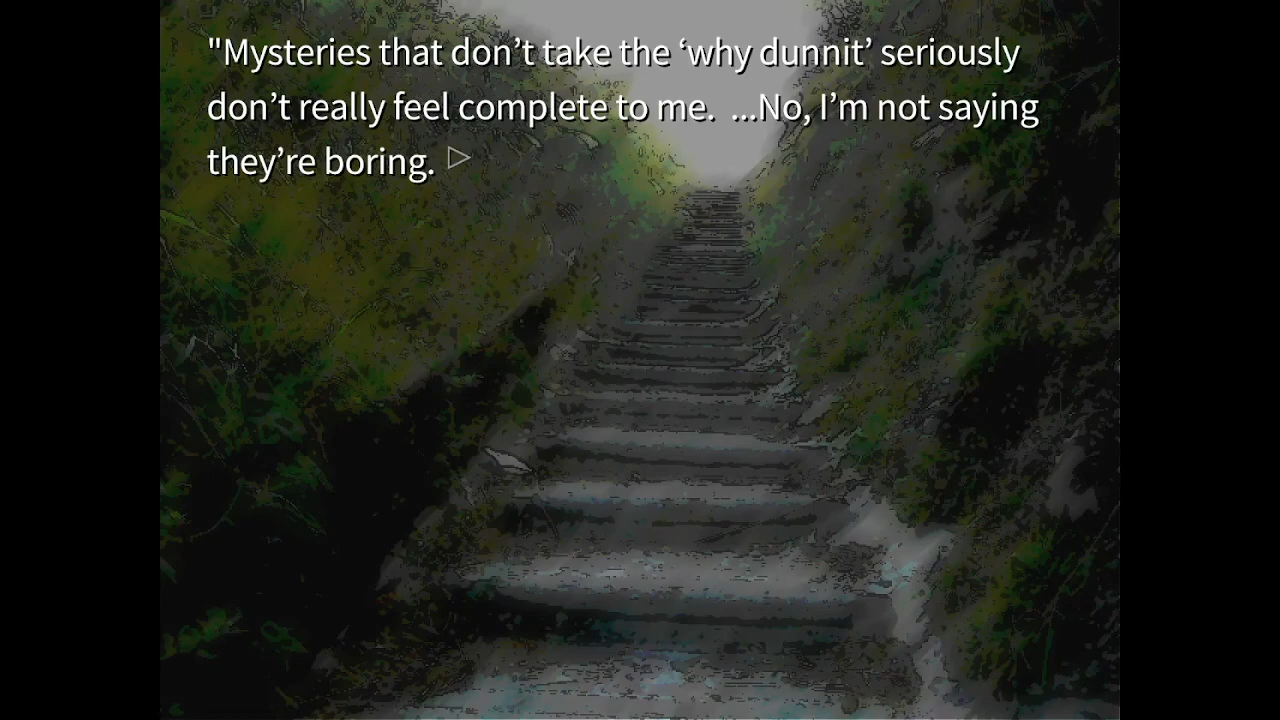 "Mysteries that don’t take the ‘why dunnit’ seriously
don’t really feel complete to me.  ...No, I’m not saying
they’re boring.